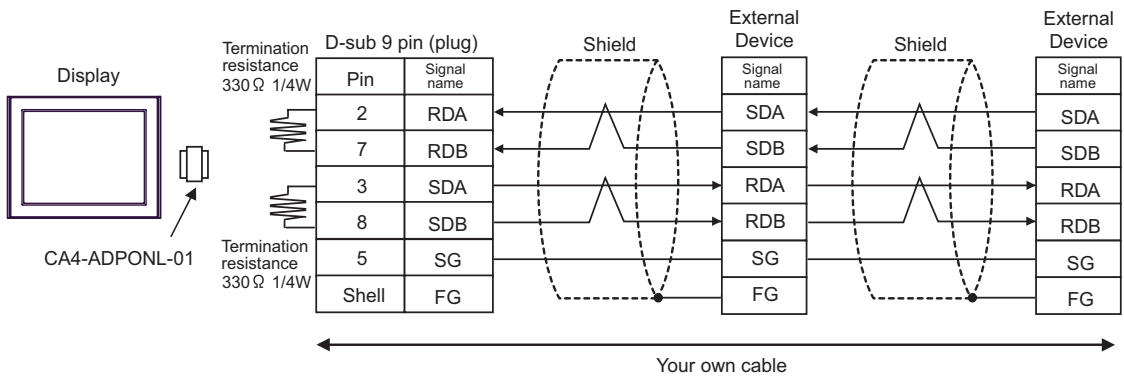 Display
CA4-ADPONL-01
Termination
resistance
330Ω 1/4W
Termination
resistance
330Ω 1/4W
D-sub 9 pin (plug)
Pin Signal name
2 RDA
7 RDB
3 SDA
8 SDB
5 SG
Shell FG
Shield
External
Device
Signal
name
SDA
SDB
RDA
RDB
SG
FG
Shield
External
Device
Signal
name
SDA
SDB
RDA
RDB
SG
FG
Your own cable